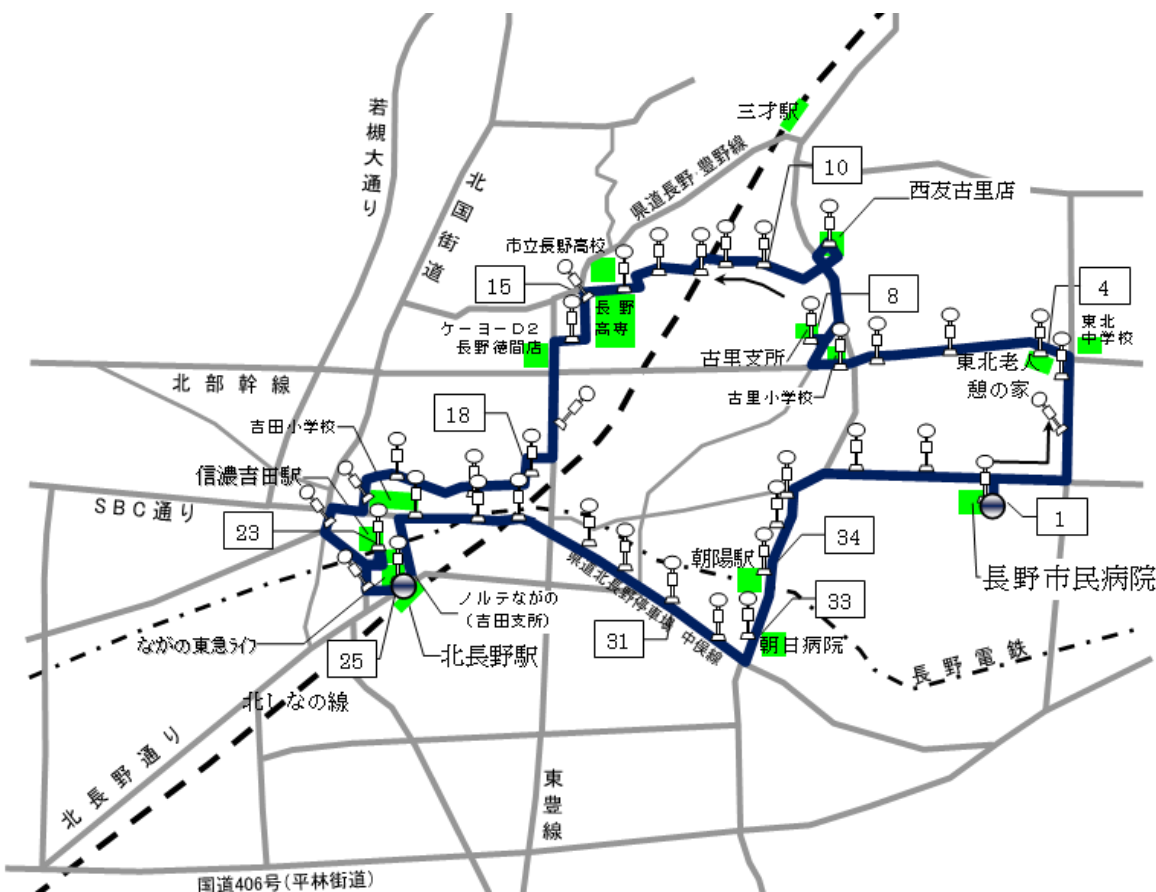 三才駅
若槻大通り
北国街道
県道長野・豊野線
10
西友古里店
市立長野高校
15
長野
高専
8
4
東北
中学校
ケーヨーD2
長野徳間店
古里支所
東北老人
憩の家
北部幹線
古里小学校
18
吉田小学校
信濃吉田駅
SBC通り
23
1
34
朝陽駅
長野市民病院
県道北長野停車場 中俣線
ノルテながの
(吉田支所)
33
31
朝日病院
ながの東急ライフ
25
北長野駅
長野電鉄
北しなの線
北長野通り
東豊線
国道406号(平林街道)